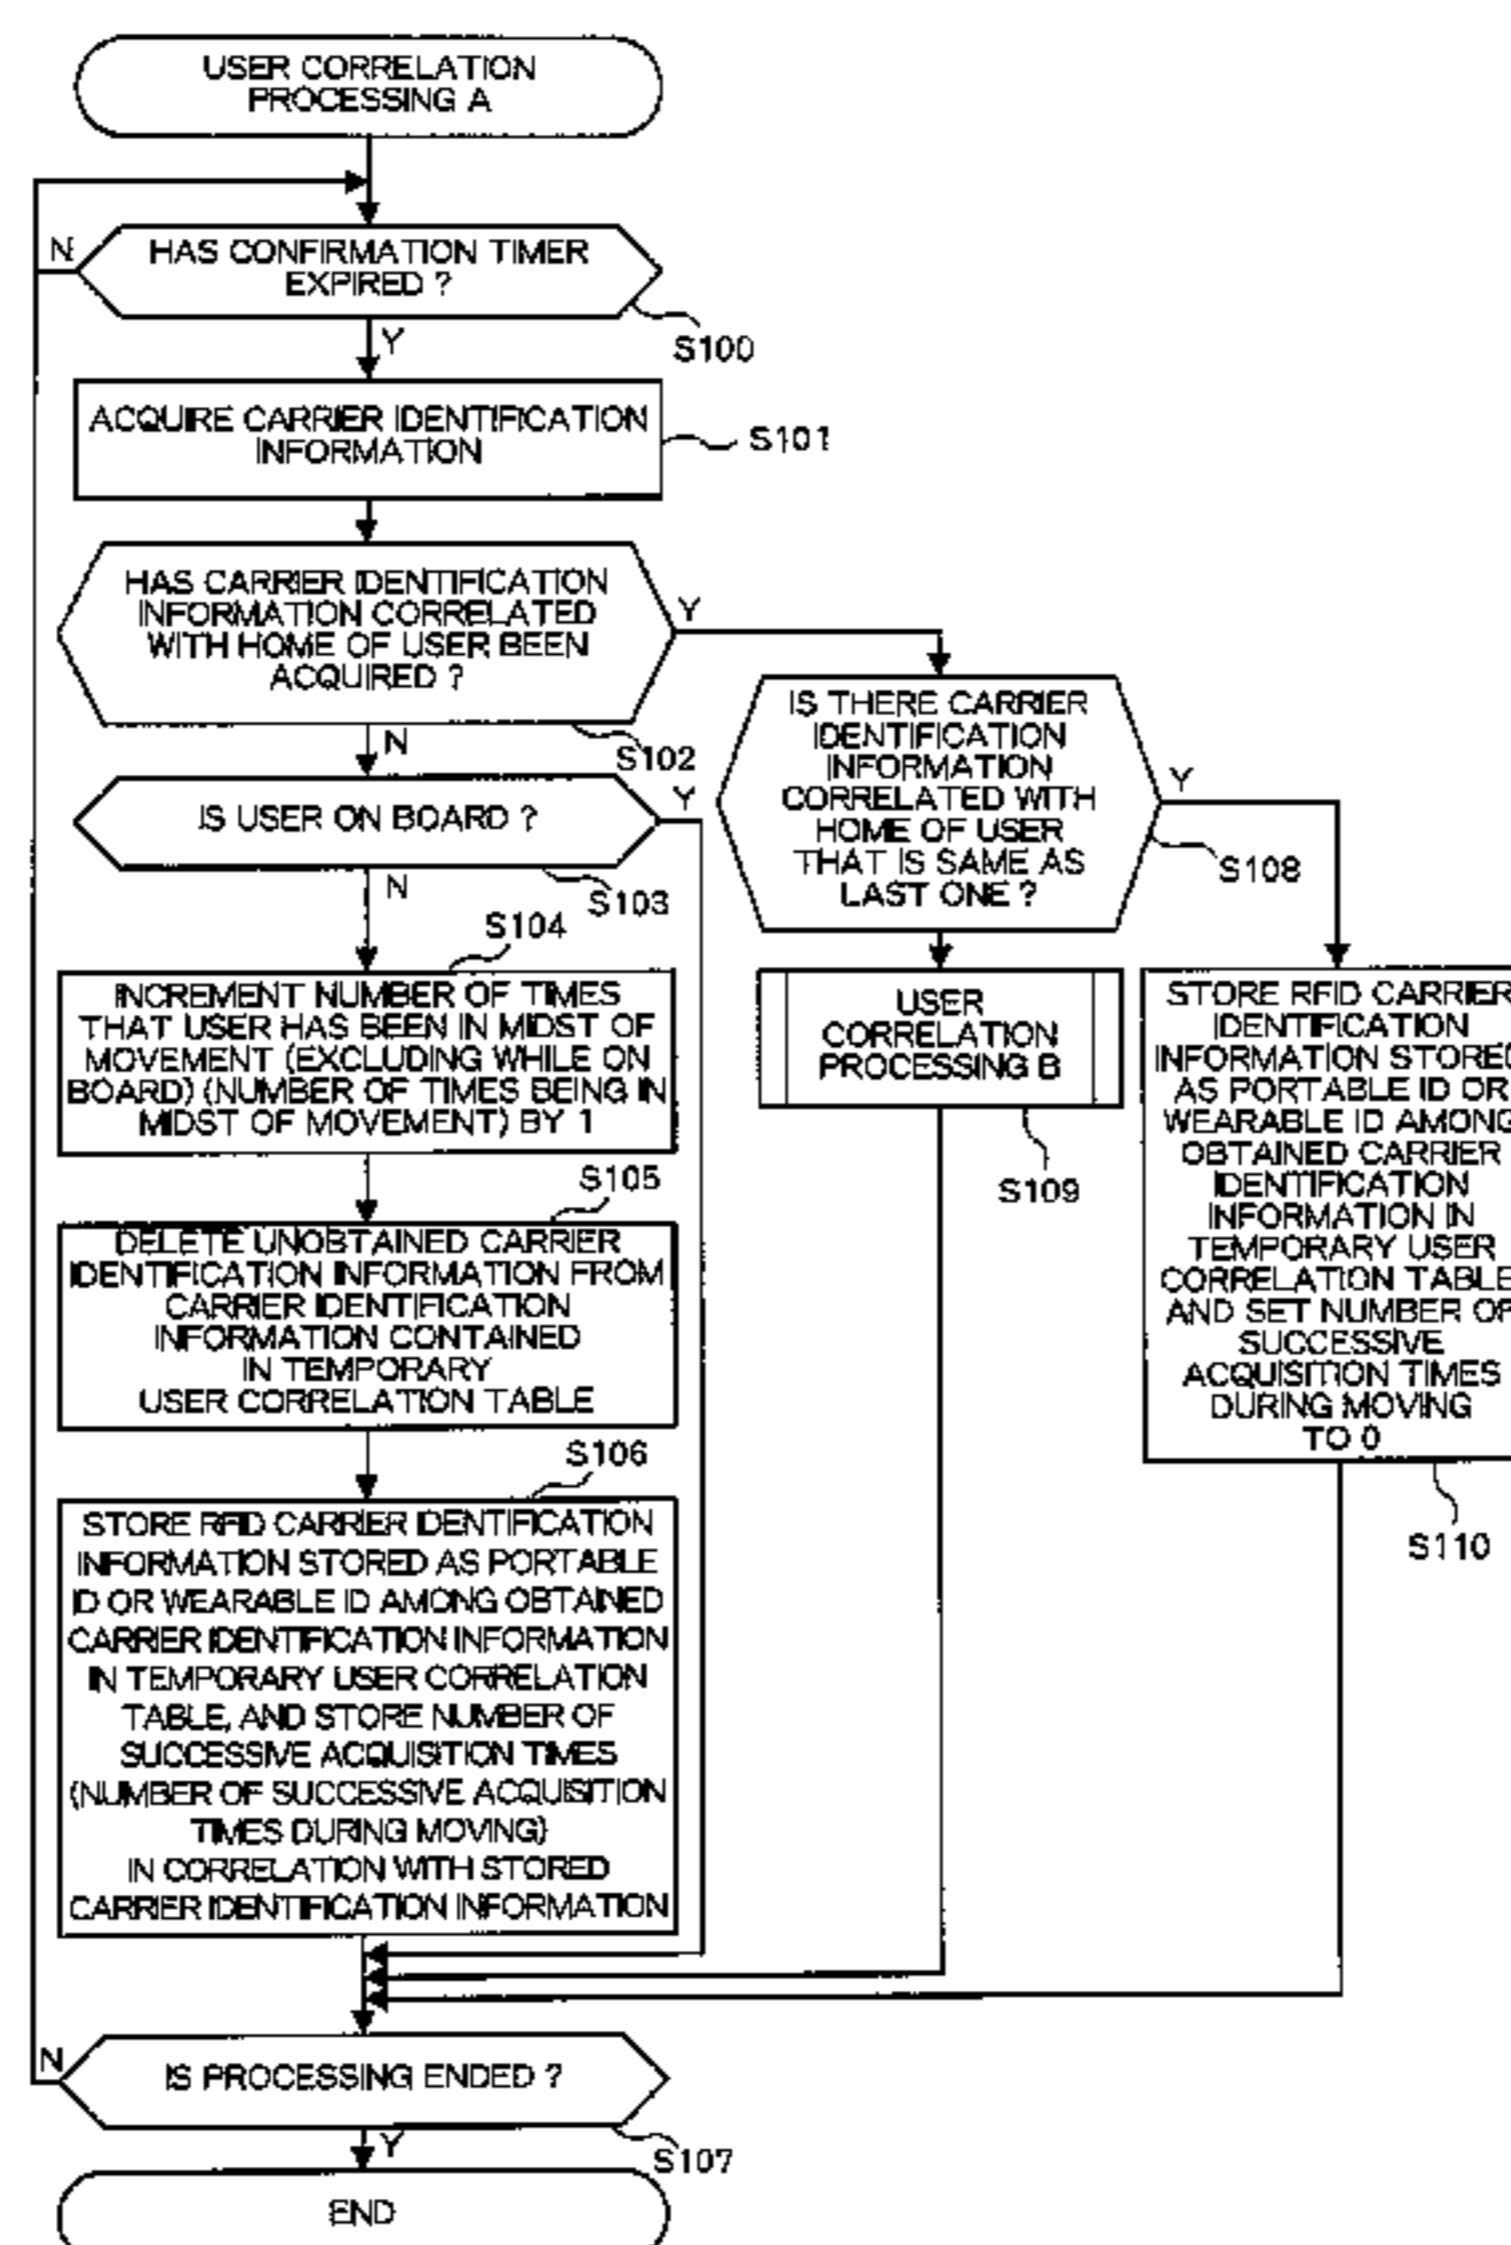 USER CORRELATION
PROCESSING A
N
HAS CONFIRMATION TIMER
EXPIRED ?
S100
Y
ACQUIRE CARRIER IDENTIFICATION
INFORMATION
S101
HAS CARRIER IDENTIFICATION
INFORMATION CORRELATED
WITH HOME OF USER BEEN
ACQUIRED ?
Y
S102
N
IS USER ON BOARD ?
Y
S103
N
S104
INCREMENT NUMBER OF TIMES
THAT USER HAS BEEN IN MIDST OF
MOVEMENT (EXCLUDING WHILE ON
BOARD) (NUMBER OF TIMES BEING IN
MIDST OF MOVEMENT) BY 1
S105
DELETE UNOBTAINED CARRIER
IDENTIFICATION INFORMATION FROM
CARRIER IDENTIFICATION
INFORMATION CONTAINED
IN TEMPORARY
USER CORRELATION TABLE
S106
STORE RFID CARRIER IDENTIFICATION
INFORMATION STORED AS PORTABLE
ID OR WEARABLE ID AMONG OBTAINED
CARRIER IDENTIFICATION INFORMATION
IN TEMPORARY USER CORRELATION
TABLE, AND STORE NUMBER OF
SUCCESSIVE ACQUISITION TIMES
(NUMBER OF SUCCESSIVE ACQUISITION
TIMES DURING MOVING)
IN CORRELATION WITH STORED
CARRIER IDENTIFICATION INFORMATION
IS THERE CARRIER
IDENTIFICATION
INFORMATION
CORRELATED WITH
HOME OF USER
THAT IS SAME AS
LAST ONE ?
Y
S108
USER
CORRELATION
PROCESSING B
S109
STORE RFID CARRIER
IDENTIFICATION
INFORMATION STORED
AS PORTABLE ID OR
WEARABLE ID AMONG
OBTAINED CARRIER
IDENTIFICATION
INFORMATION IN
TEMPORARY USER
CORRELATION TABLE
AND SET NUMBER OF
SUCCESSIVE
ACQUISITION TIMES
DURING MOVING
TO 0
S110
N
IS PROCESSING ENDED ?
S107
Y
END